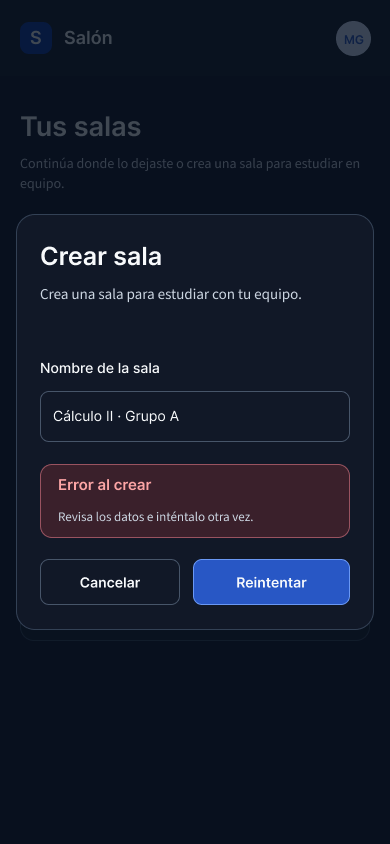 S Salón MG
Tus salas
Continúa donde lo dejaste o crea una sala para estudiar en
equipo.
Crear sala
Crea una sala para estudiar con tu equipo.
Nombre de la sala
Cálculo II · Grupo A
Error al crear
Revisa los datos e inténtalo otra vez.
Cancelar Reintentar